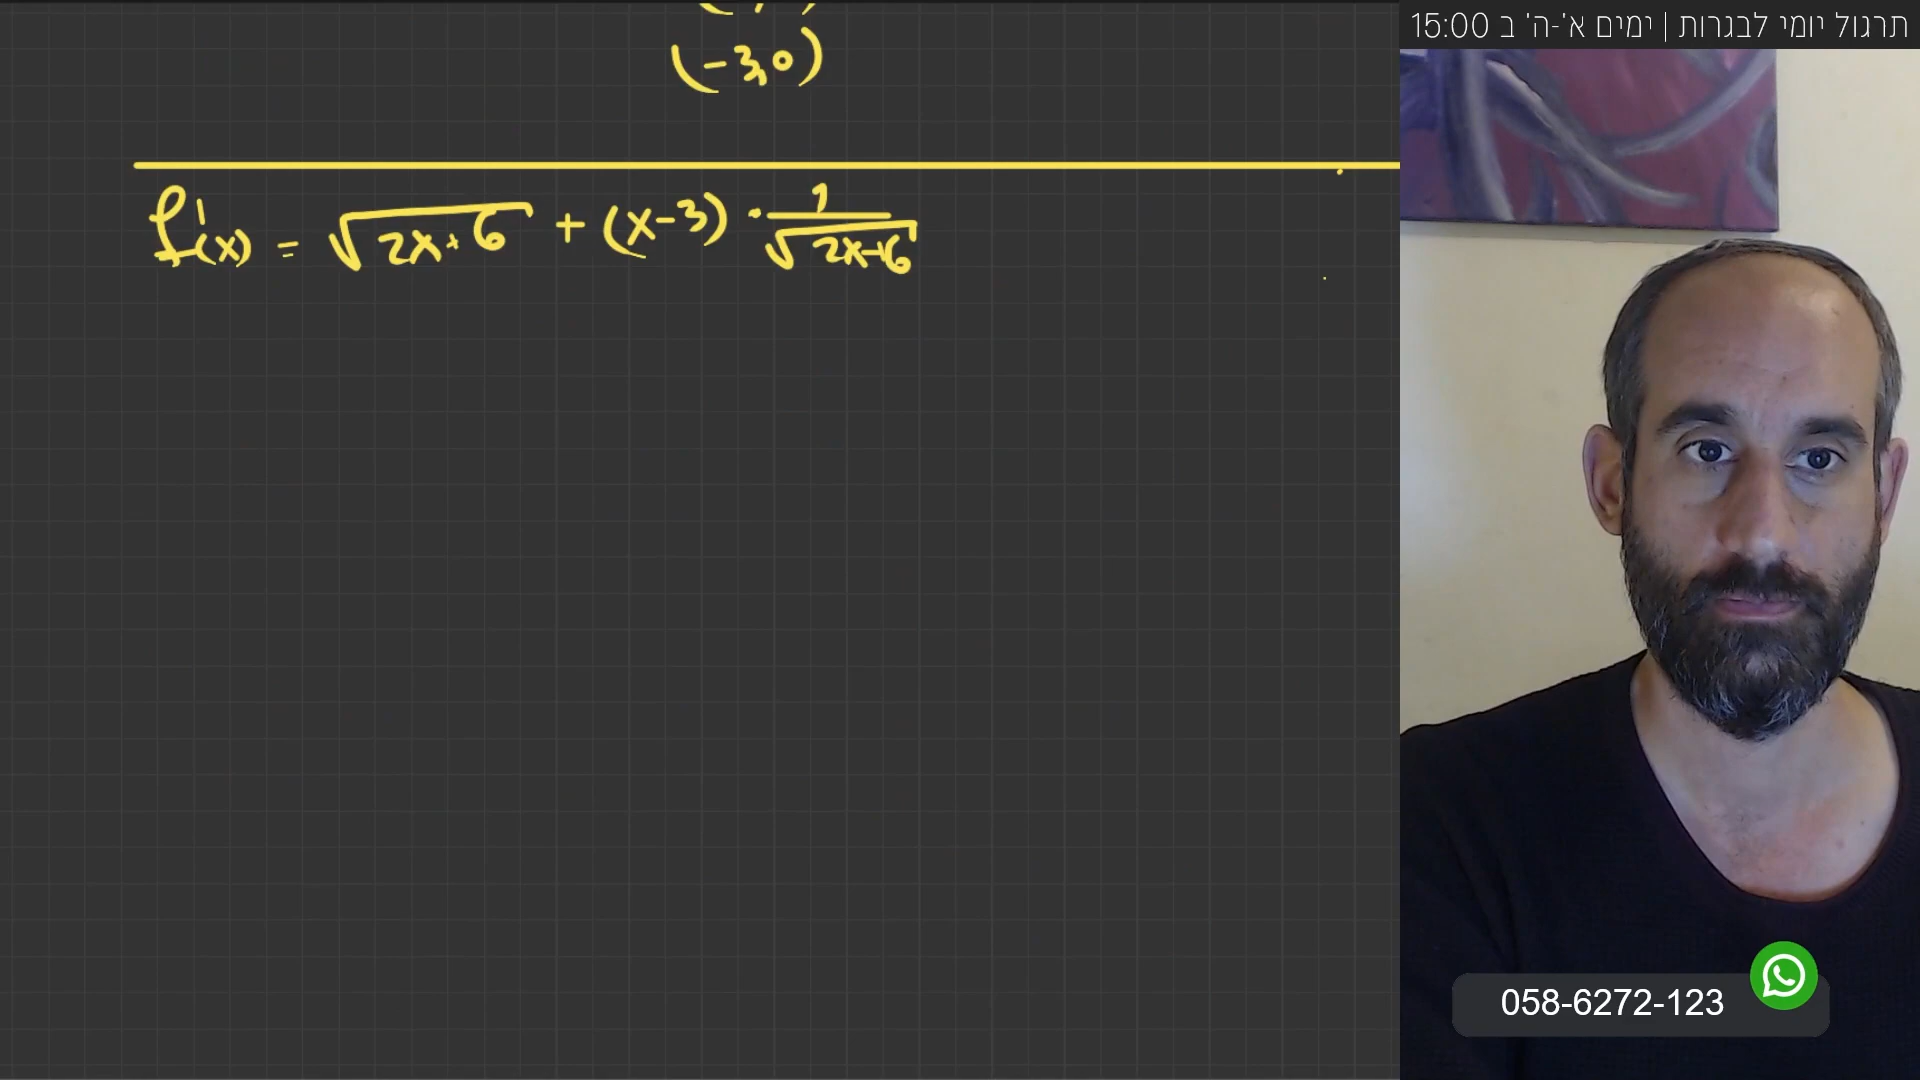 תרגול יומי לבגרות | ימים א'-ה' ב 15:00
(-3,0)
f'(x) = √(2x+6) + (x-3) · 1/√(2x+6)
058-6272-123